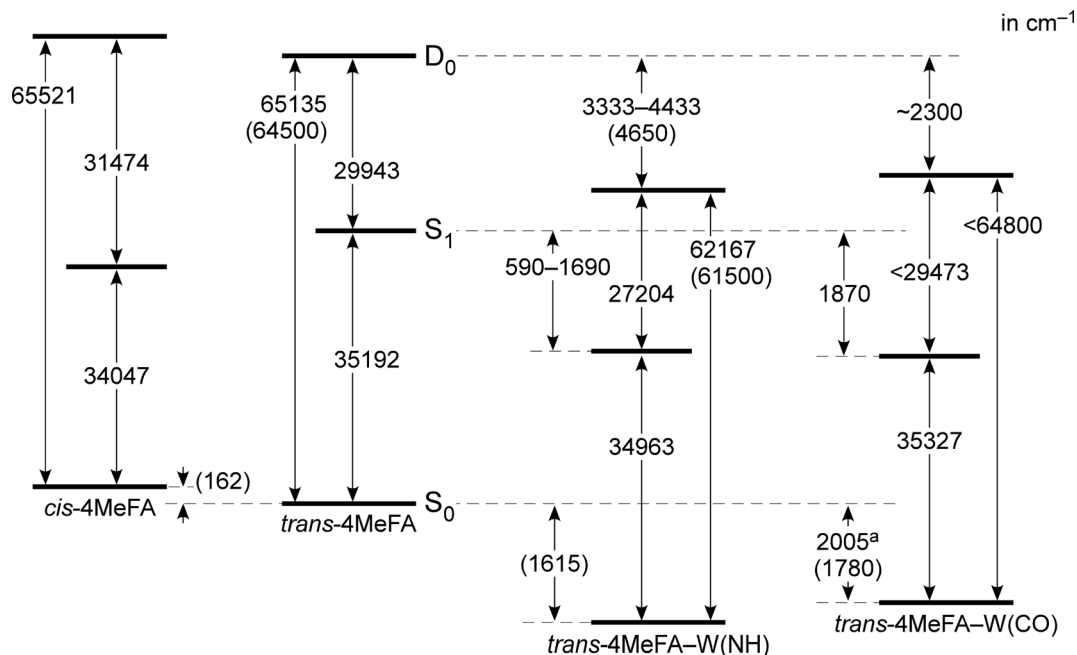 in cm⁻¹
D₀
65521
65135
(64500)
3333–4433
(4650)
~2300
31474
29943
S₁
<64800
590–1690
62167
(61500)
27204
1870
<29473
34047
35192
34963
35327
(162)
cis-4MeFA
trans-4MeFA
S₀
(1615)
2005ᵃ
(1780)
trans-4MeFA–W(NH)
trans-4MeFA–W(CO)